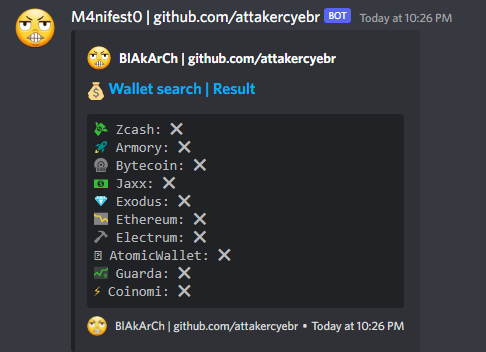 M4nifest0 | github.com/attakercyebr BOT Today at 10:26 PM
BlAkArCh | github.com/attakercyebr
Wallet search | Result
Zcash: ❌
Armory: ❌
Bytecoin: ❌
Jaxx: ❌
Exodus: ❌
Ethereum: ❌
Electrum: ❌
AtomicWallet: ❌
Guarda: ❌
Coinomi: ❌
BlAkArCh | github.com/attakercyebr • Today at 10:26 PM